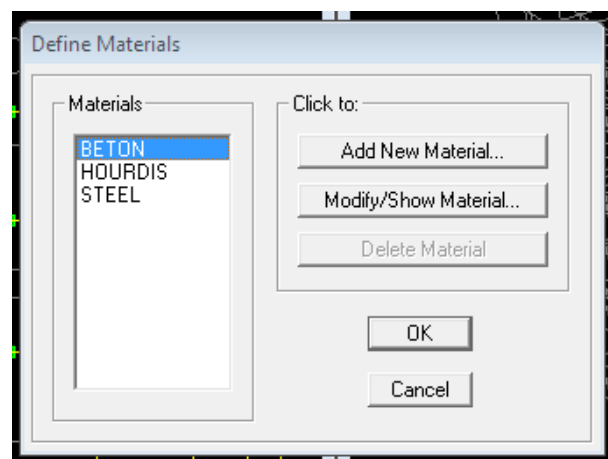 Define Materials
Materials
BETON
HOURDIS
STEEL
Click to:
Add New Material...
Modify/Show Material...
Delete Material
OK
Cancel